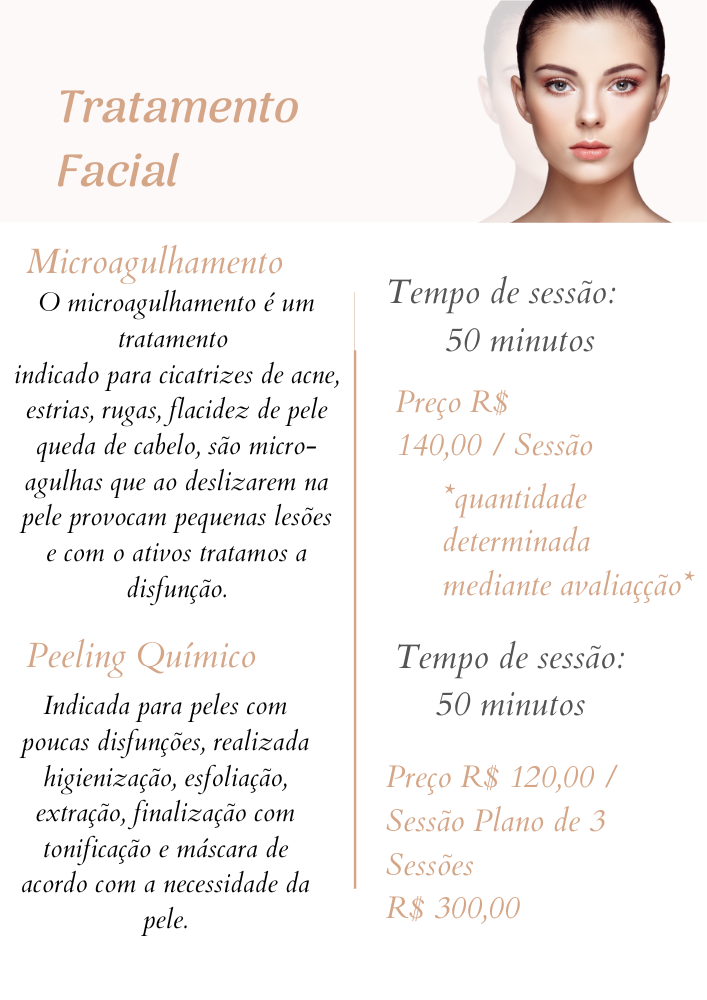 Tratamento
Facial
Microagulhamento
O microagulhamento é um
tratamento
indicado para cicatrizes de acne,
estrias, rugas, flacidez de pele
queda de cabelo, são micro-
agulhas que ao deslizarem na
pele provocam pequenas lesões
e com o ativos tratamos a
disfunção.
Tempo de sessão:
50 minutos
Preço R$
140,00 / Sessão
*quantidade
determinada
mediante avaliaçção*
Peeling Químico
Indicada para peles com
poucas disfunções, realizada
higienização, esfoliação,
extração, finalização com
tonificação e máscara de
acordo com a necessidade da
pele.
Tempo de sessão:
50 minutos
Preço R$ 120,00 /
Sessão Plano de 3
Sessões
R$ 300,00